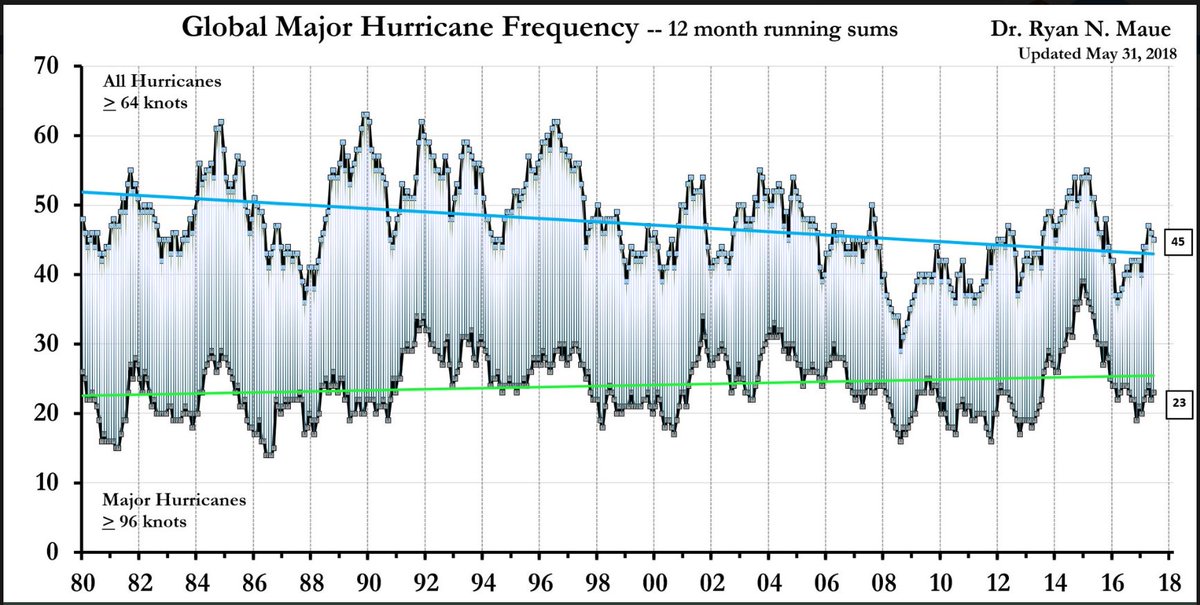 Global Major Hurricane Frequency -- 12 month running sums
Dr. Ryan N. Maue
Updated May 31, 2018
70
60
50
40
30
20
10
0
All Hurricanes
≥ 64 knots
45
23
Major Hurricanes
≥ 96 knots
80 82 84 86 88 90 92 94 96 98 00 02 04 06 08 10 12 14 16 18